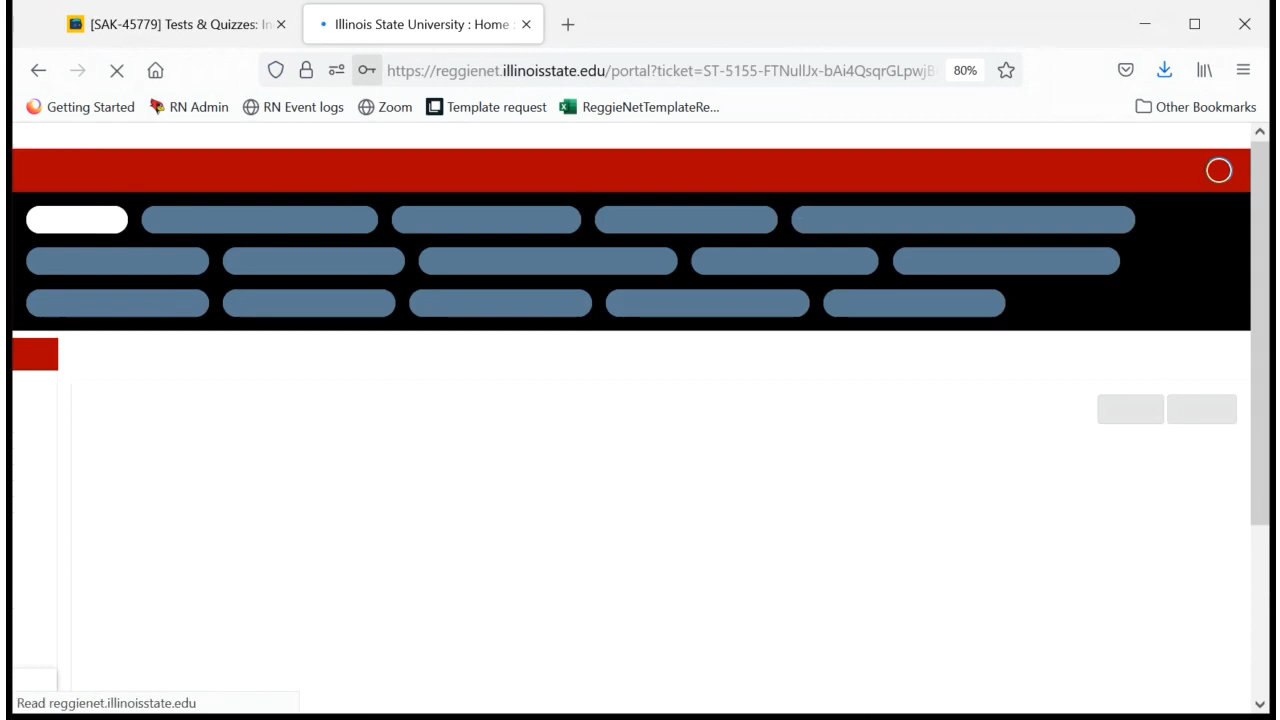 [SAK-45779] Tests & Quizzes: In
Illinois State University : Home :
https://reggienet.illinoisstate.edu/portal?ticket=ST-5155-FTNulUx-bAi4QsqrGLpwjB
80%
Getting Started
RN Admin
RN Event logs
Zoom
Template request
ReggieNetTemplateRe...
Other Bookmarks
Read reggienet.illinoisstate.edu